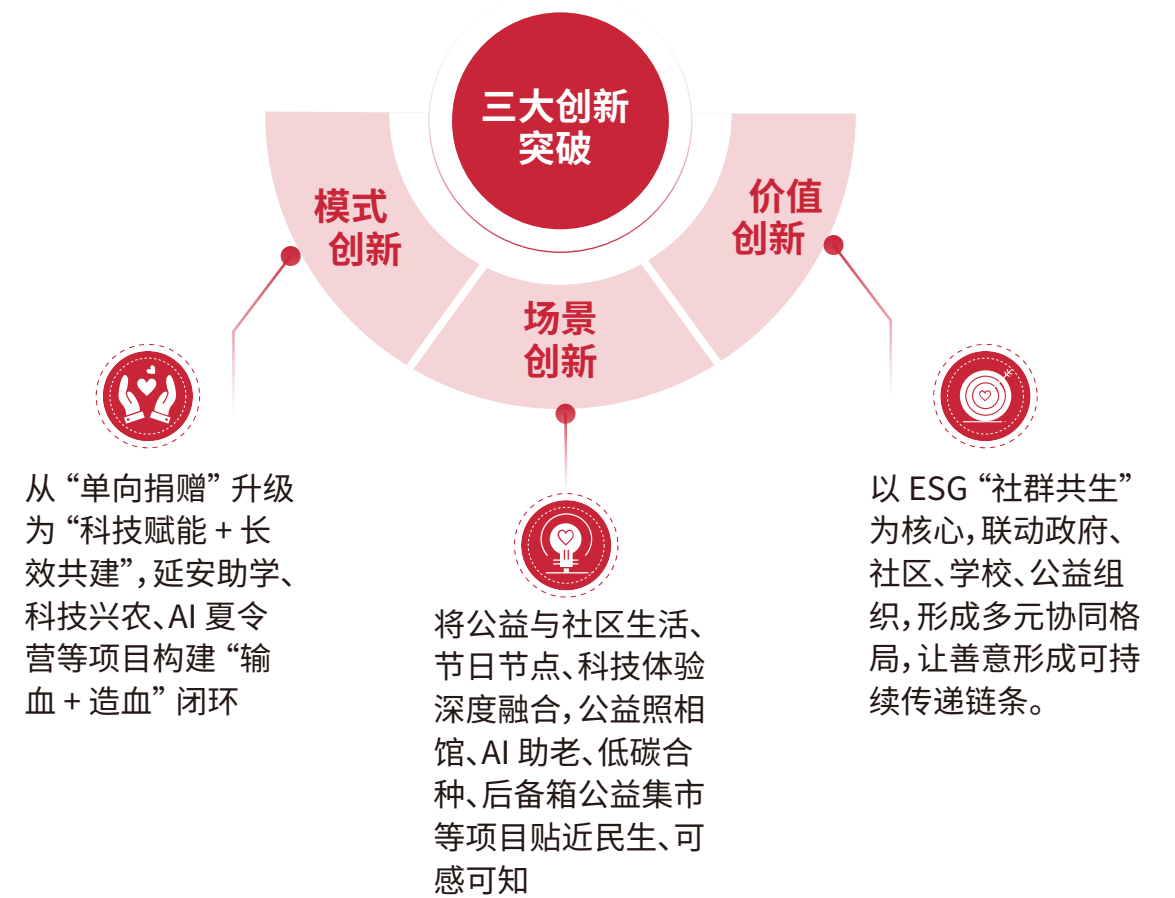 三大创新
突破
模式
创新
场景
创新
价值
创新
从“单向捐赠”升级
为“科技赋能 + 长
效共建”，延安助学、
科技兴农、AI 夏令
营等项目构建“输
血 + 造血”闭环
将公益与社区生活、
节日节点、科技体验
深度融合，公益照相
馆、AI 助老、低碳合
种、后备箱公益集市
等项目贴近民生、可
感可知
以 ESG“社群共生”
为核心，联动政府、
社区、学校、公益组
织，形成多元协同格
局，让善意形成可持
续传递链条。